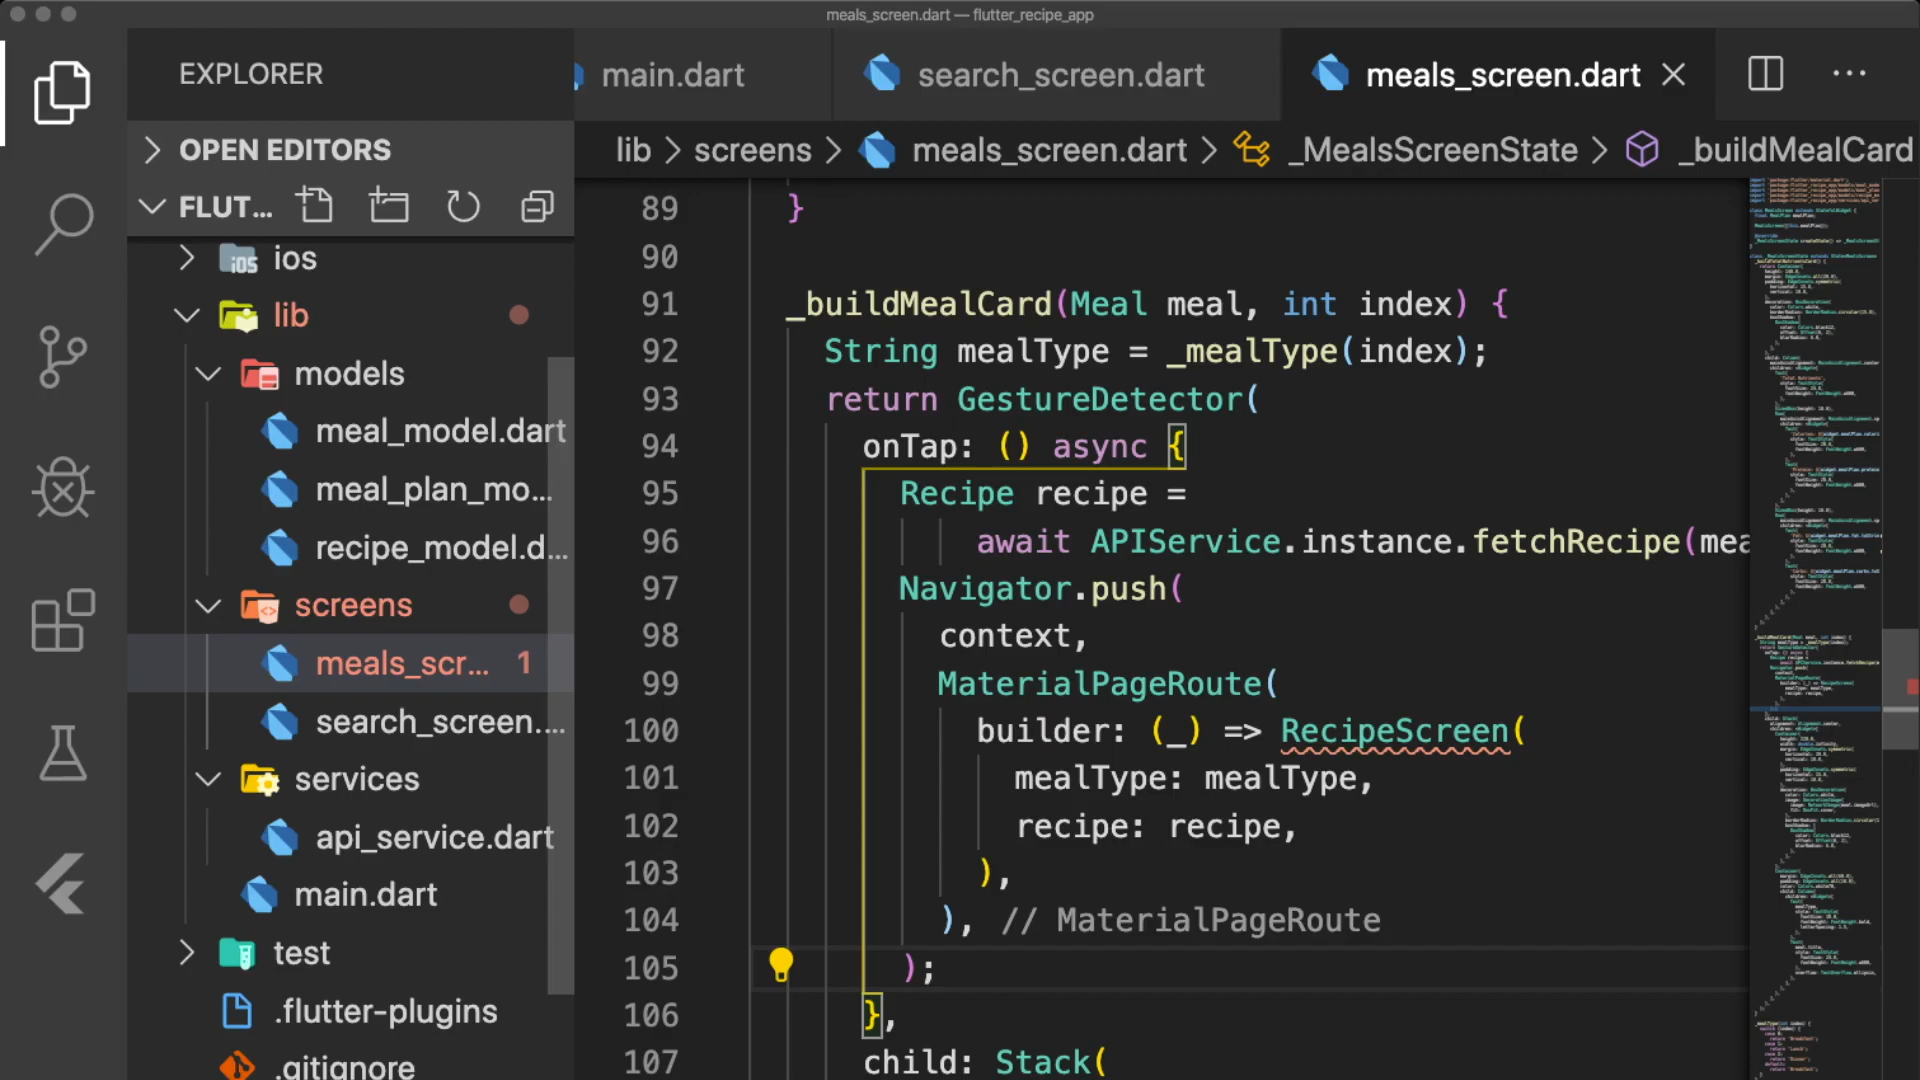 meals_screen.dart — flutter_recipe_app
EXPLORER
main.dart
search_screen.dart
meals_screen.dart
OPEN EDITORS
FLUT...
lib > screens > meals_screen.dart > _MealsScreenState > _buildMealCard
ios
lib
models
meal_model.dart
meal_plan_mo...
recipe_model.d...
screens
meals_scr... 1
search_screen....
services
api_service.dart
main.dart
test
.flutter-plugins
.gitignore
89 }
90
91 _buildMealCard(Meal meal, int index) {
92 String mealType = _mealType(index);
93 return GestureDetector(
94 onTap: () async {
95 Recipe recipe =
96 await APIService.instance.fetchRecipe(mea
97 Navigator.push(
98 context,
99 MaterialPageRoute(
100 builder: (_) => RecipeScreen(
101 mealType: mealType,
102 recipe: recipe,
103 ),
104 ), // MaterialPageRoute
105 );
106 },
107 child: Stack(